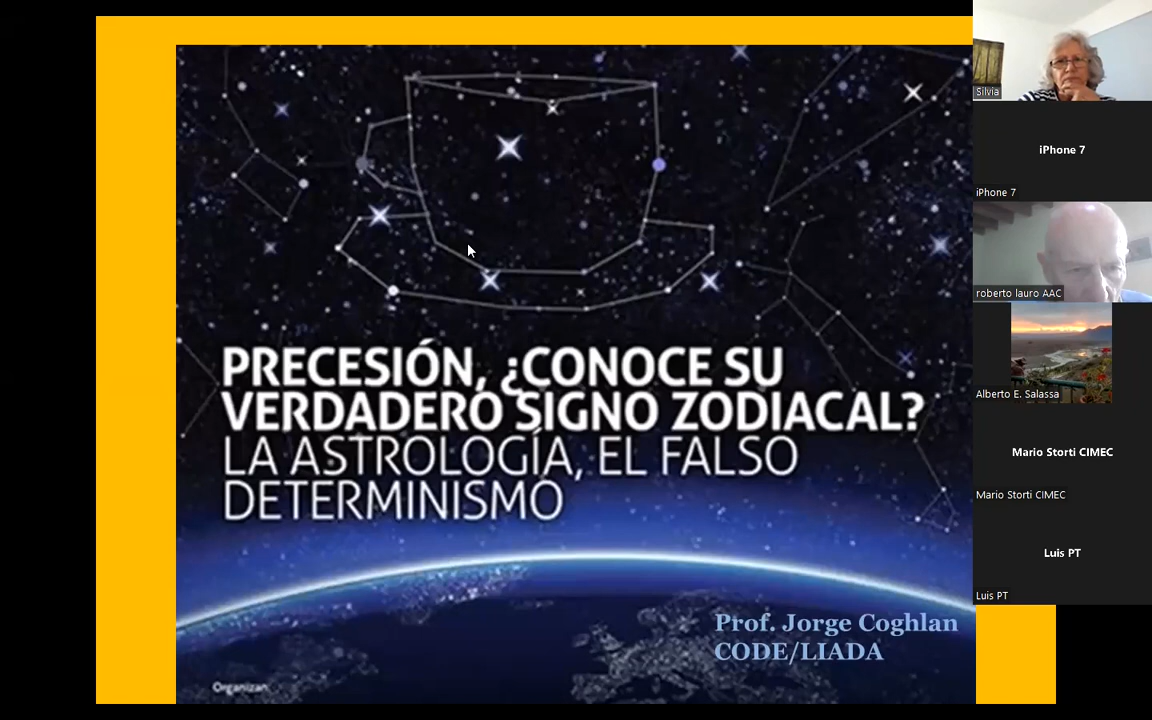 PRECESIÓN, ¿CONOCE SU
VERDADERO SIGNO ZODIACAL?
LA ASTROLOGÍA, EL FALSO
DETERMINISMO
Prof. Jorge Coghlan
CODE/LIADA
Organizan
Silvia
iPhone 7
iPhone 7
roberto lauro AAC
Alberto E. Salassa
Mario Storti CIMEC
Mario Storti CIMEC
Luis PT
Luis PT